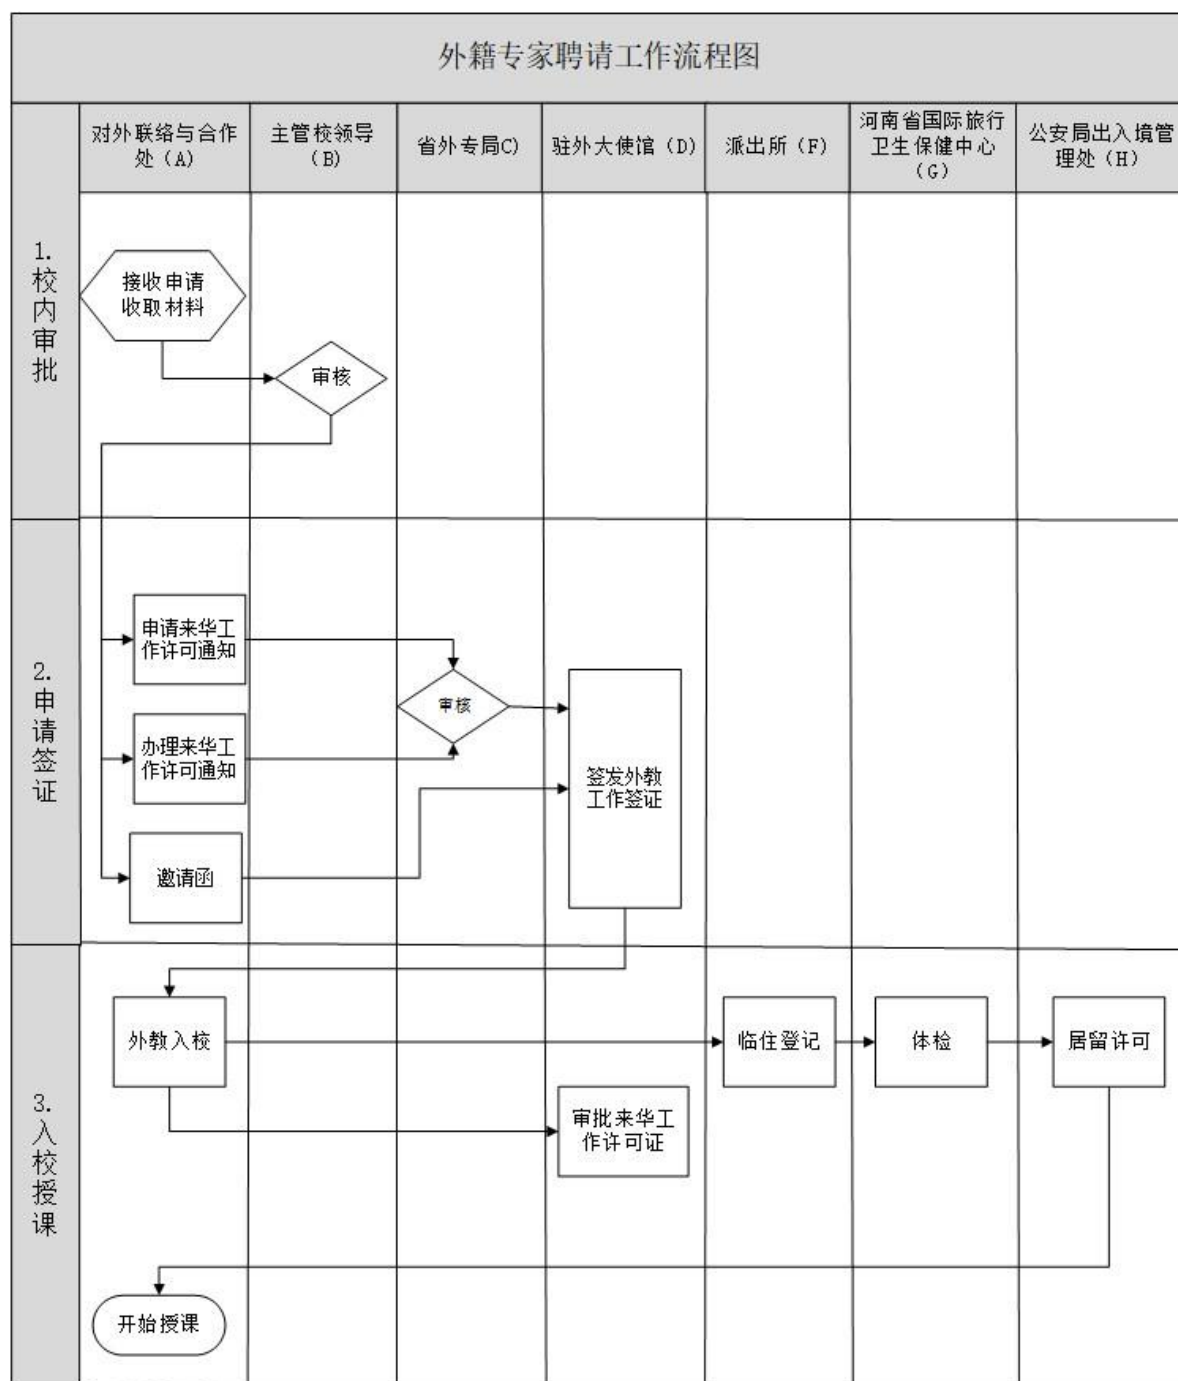 外籍专家聘请工作流程图
对外联络与合作
处（A）
主管校领导
（B）
省外专局C）
驻外大使馆（D）
派出所（F）
河南省国际旅行
卫生保健中心
（G）
公安局出入境管
理处（H）
1.
校
内
审
批
接收申请
收取材料
审核
2.
申
请
签
证
申请来华工
作许可通知
审核
办理来华工
作许可通知
签发外教
工作签证
邀请函
3.
入
校
授
课
外教入校
临住登记
体检
居留许可
审批来华工
作许可证
开始授课